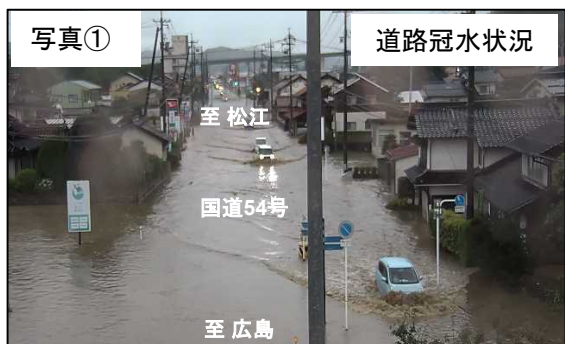 写真①
道路冠水状況
至 松江
国道54号
至 広島